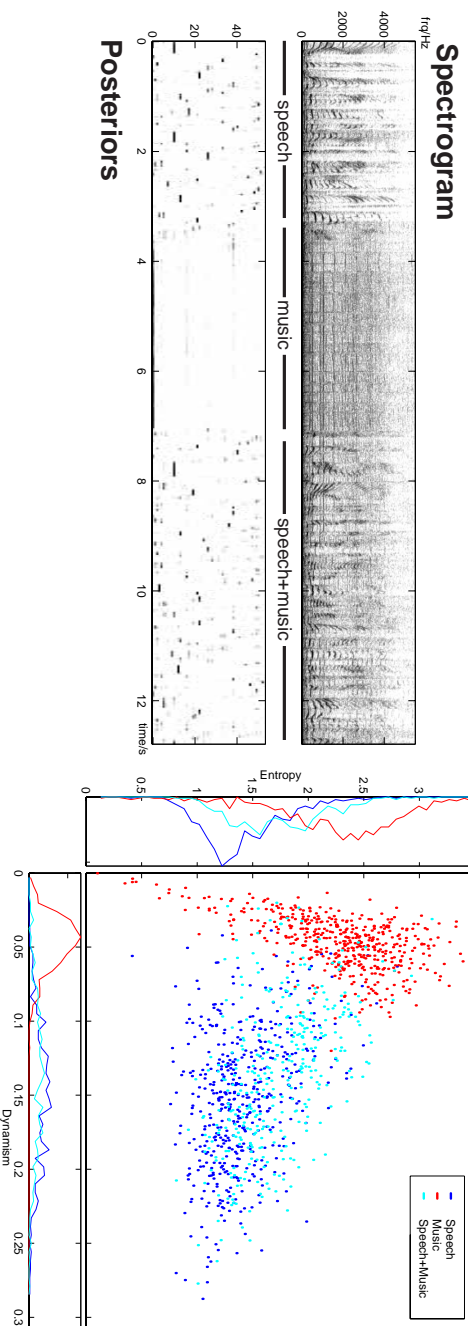 Spectrogram
frq/Hz
4000
2000
0
speech
music
speech+music
40
20
0
0
2
4
6
8
10
12
time/s
Posteriors
Speech
Music
Speech+Music
Entropy
3
2.5
2
1.5
1
0.5
0
0
0.05
0.1
0.15
0.2
0.25
0.3
Dynamism